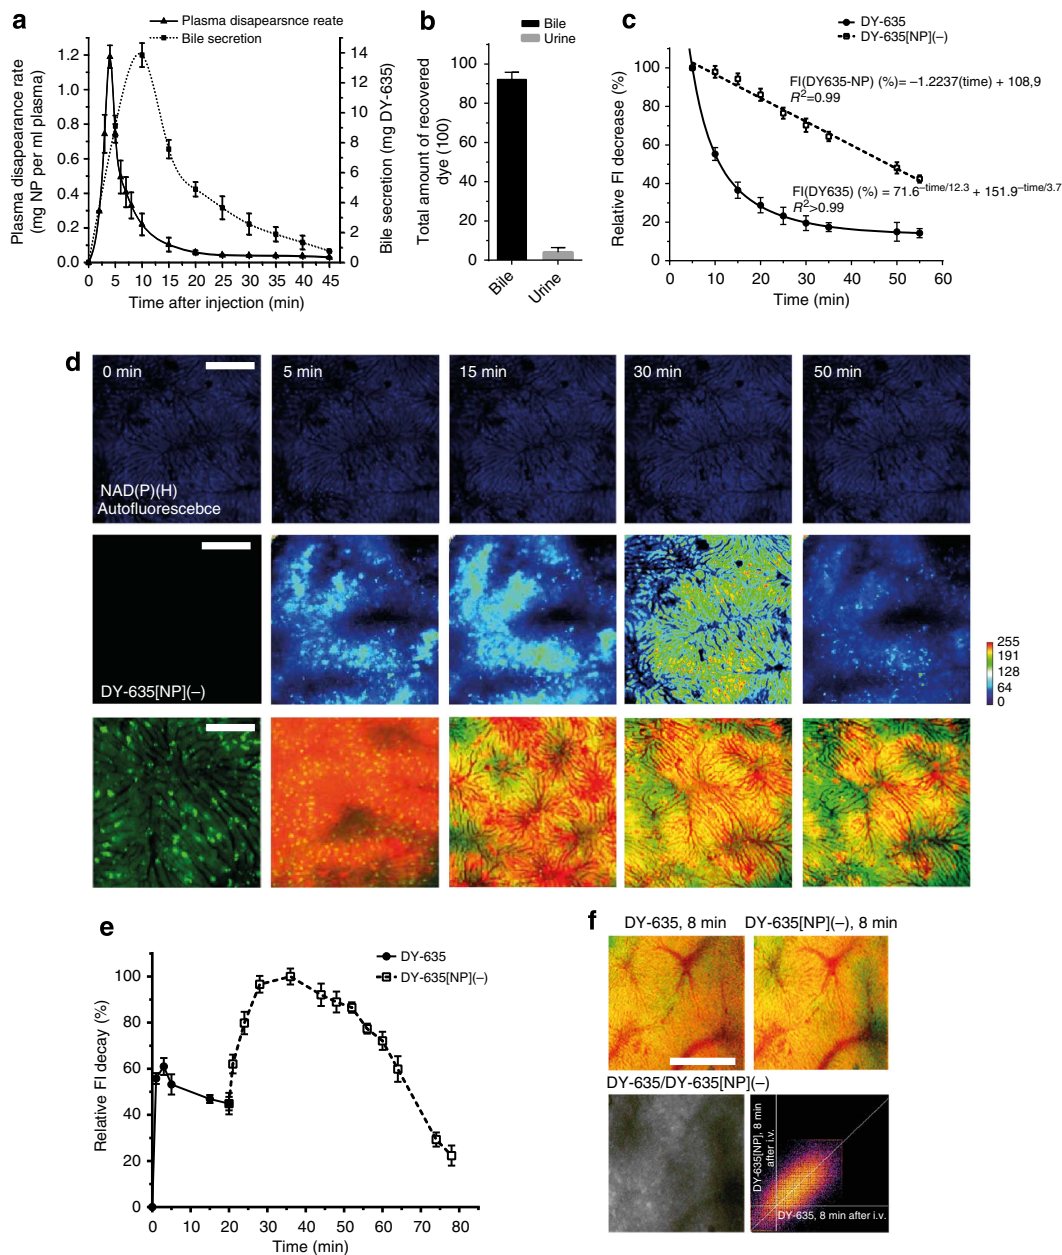 a
Plasma disapearsnce reate
Bile secretion
Plasma disapearance rate
(mg NP per ml plasma)
1.2
1.0
0.8
0.6
0.4
0.2
0.0
14
12
10
8
6
4
2
0
Bile secretion (mg DY-635)
0 5 10 15 20 25 30 35 40 45
Time after injection (min)
b
Bile
Urine
Total amount of recovered
dye (100)
100
80
60
40
20
0
Bile
Urine
c
DY-635
DY-635[NP](–)
Relative FI decrease (%)
100
80
60
40
20
0
FI(DY635-NP) (%)= –1.2237(time) + 108,9
R²=0.99
FI(DY635) (%) = 71.6–time/12.3 + 151.9–time/3.7
R²>0.99
10 20 30 40 50 60
Time (min)
d
0 min
5 min
15 min
30 min
50 min
NAD(P)(H)
Autofluorescebce
DY-635[NP](–)
255
191
128
64
0
e
DY-635
DY-635[NP](–)
Relative FI decay (%)
100
80
60
40
20
0
0 10 20 30 40 50 60 70 80
Time (min)
f
DY-635, 8 min
DY-635[NP](–), 8 min
DY-635/DY-635[NP](–)
DY-635[NP], 8 min
after i.v.
DY-635, 8 min after i.v.